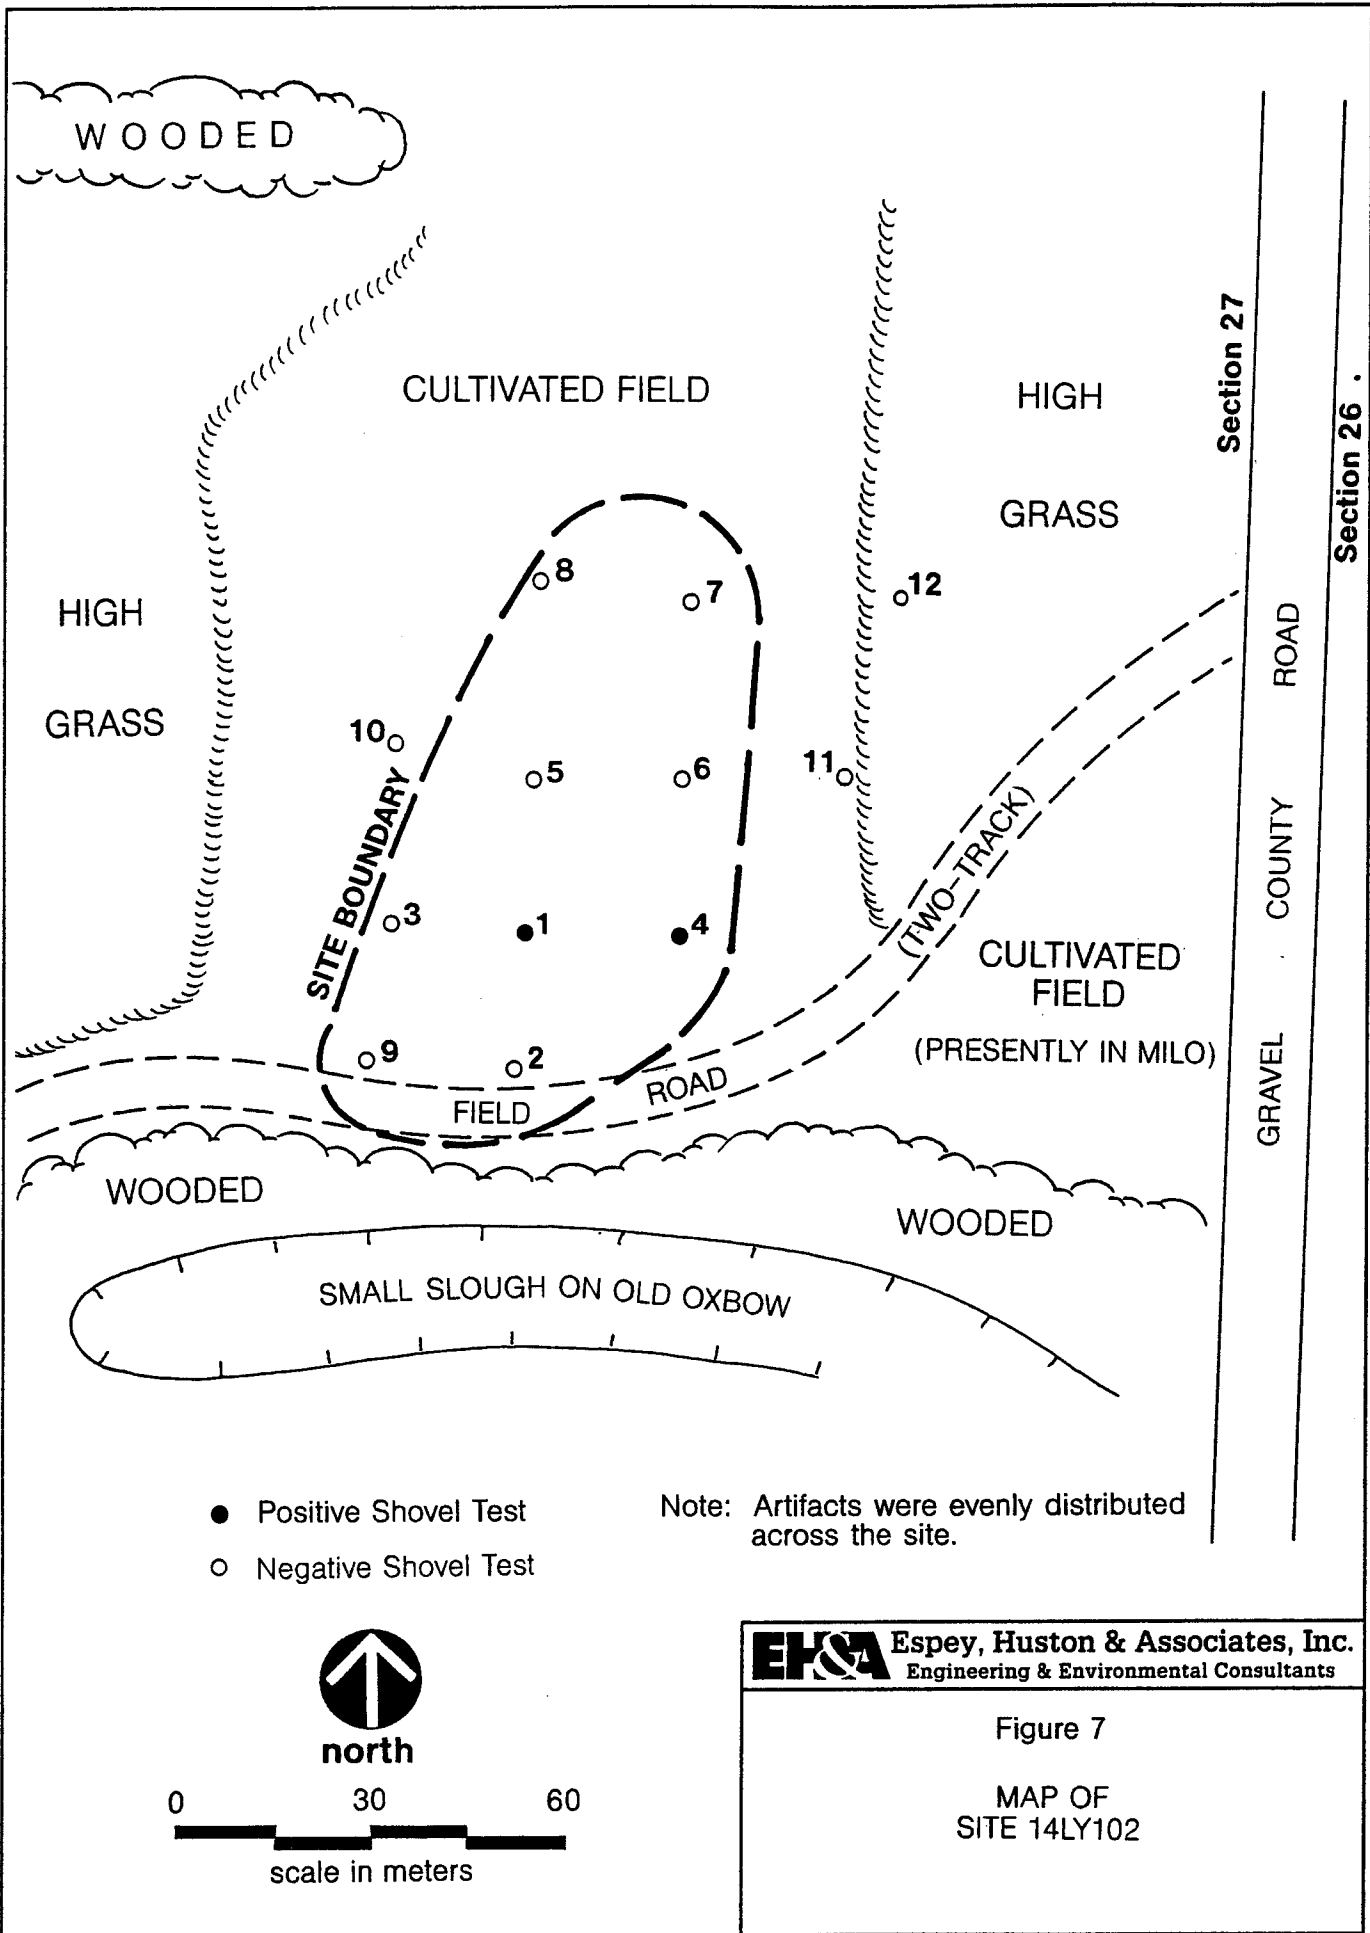 WOODED
CULTIVATED FIELD
HIGH
GRASS
Section 27
Section 26
HIGH
GRASS
8
7
12
10
5
6
11
3
1
4
9
2
SITE BOUNDARY
(TWO-TRACK)
ROAD
COUNTY
GRAVEL
CULTIVATED
FIELD
(PRESENTLY IN MILO)
FIELD
ROAD
WOODED
WOODED
SMALL SLOUGH ON OLD OXBOW
Positive Shovel Test
Negative Shovel Test
Note: Artifacts were evenly distributed
across the site.
north
0 30 60
scale in meters
EH&A Espey, Huston & Associates, Inc.
Engineering & Environmental Consultants
Figure 7
MAP OF
SITE 14LY102